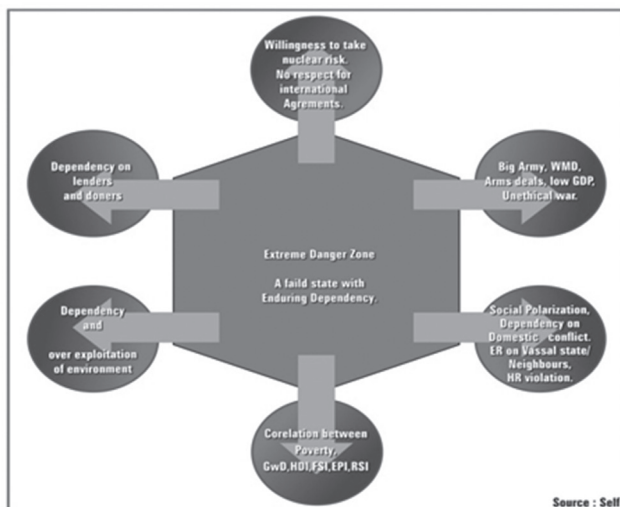 Willingness to take
nuclear risk.
No respect for
international
Agrements.
Dependency on
lenders
and doners
Big Army, WMD,
Arms deals, low GDP,
Unethical war.
Extreme Danger Zone
A faild state with
Enduring Dependency.
Dependency
and
over exploitation
of environment
Social Polarization,
Dependency on
Domestic conflict.
ER on Vassal state/
Neighbours,
HR violation.
Corelation between
Poverty,
GwD,HDI,FSI,EPI,RSI
Source : Self